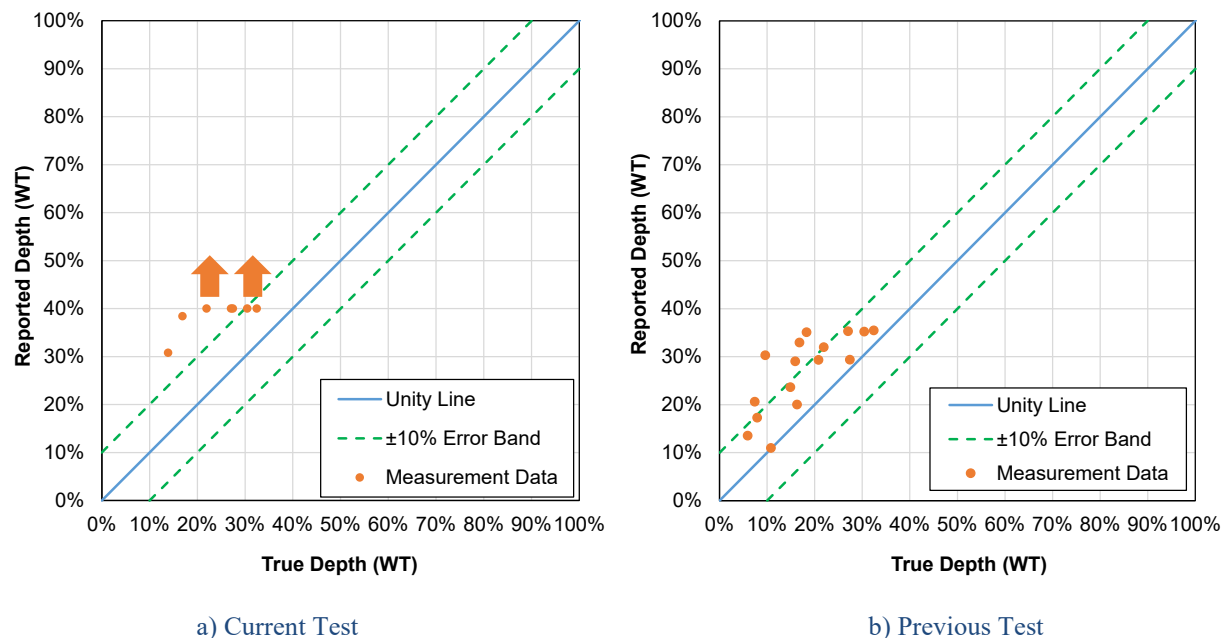 100%
90%
80%
70%
60%
50%
40%
30%
20%
10%
0%
Reported Depth (WT)
Unity Line
±10% Error Band
Measurement Data
0% 10% 20% 30% 40% 50% 60% 70% 80% 90% 100%
True Depth (WT)
a) Current Test
100%
90%
80%
70%
60%
50%
40%
30%
20%
10%
0%
Reported Depth (WT)
Unity Line
±10% Error Band
Measurement Data
0% 10% 20% 30% 40% 50% 60% 70% 80% 90% 100%
True Depth (WT)
b) Previous Test